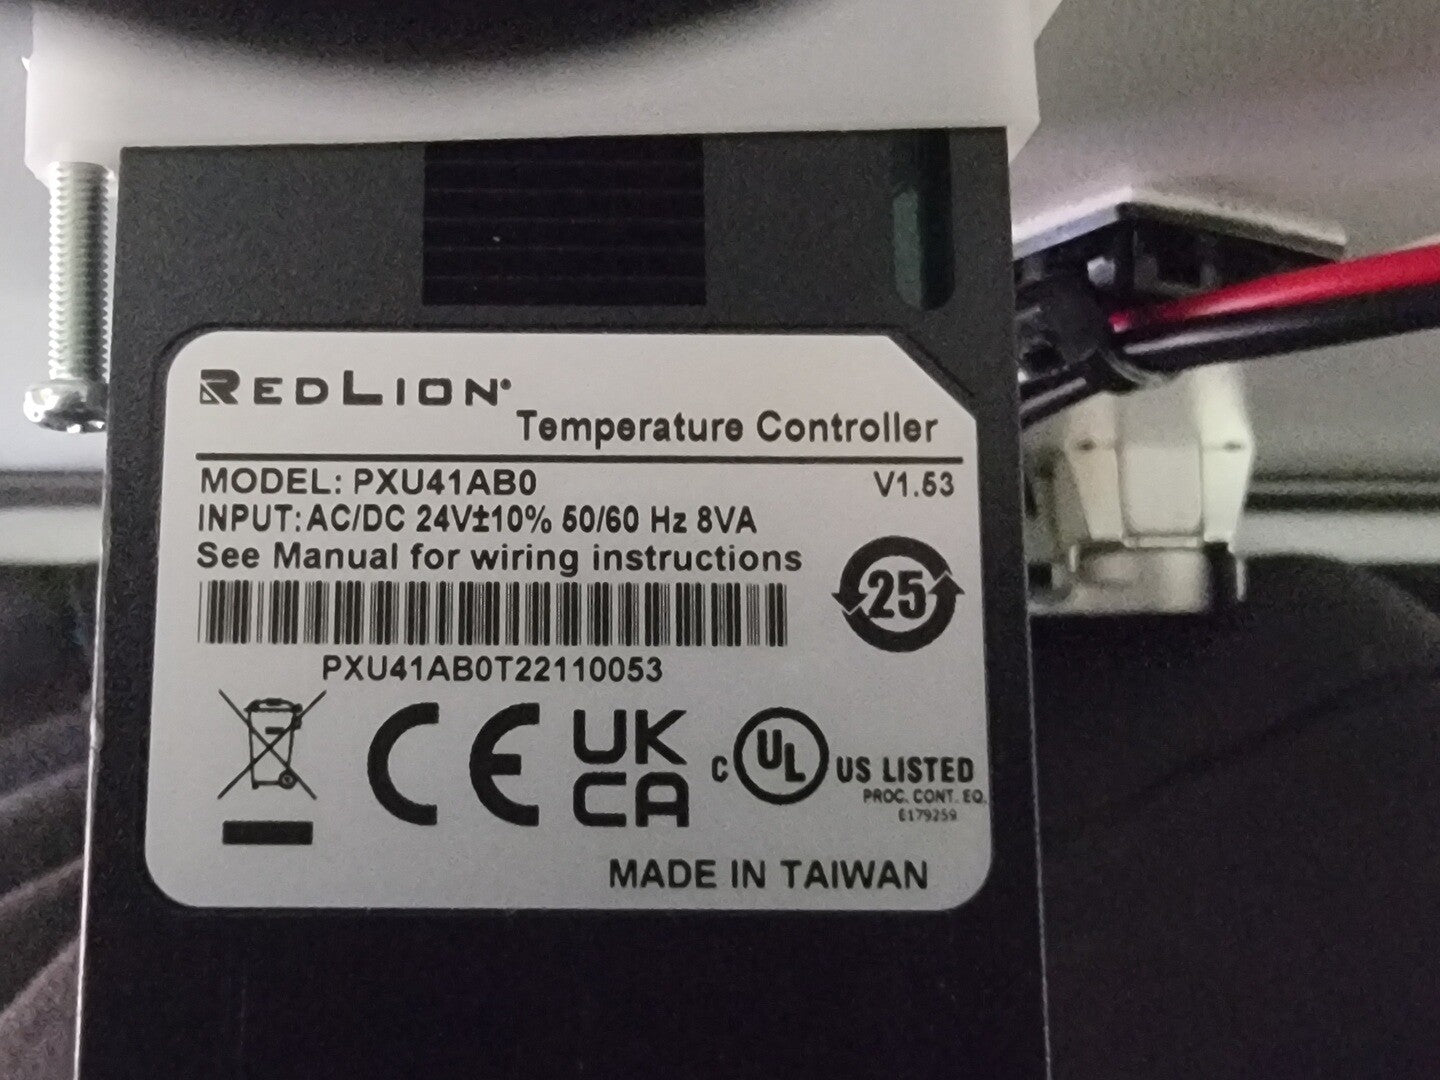 REDLION®
Temperature Controller
MODEL: PXU41AB0 V1.53
INPUT: AC/DC 24V±10% 50/60 Hz 8VA
See Manual for wiring instructions
25
PXU41AB0T22110053
CE UK CA C UL US LISTED
PROC. CONT. EQ.
E179259
MADE IN TAIWAN